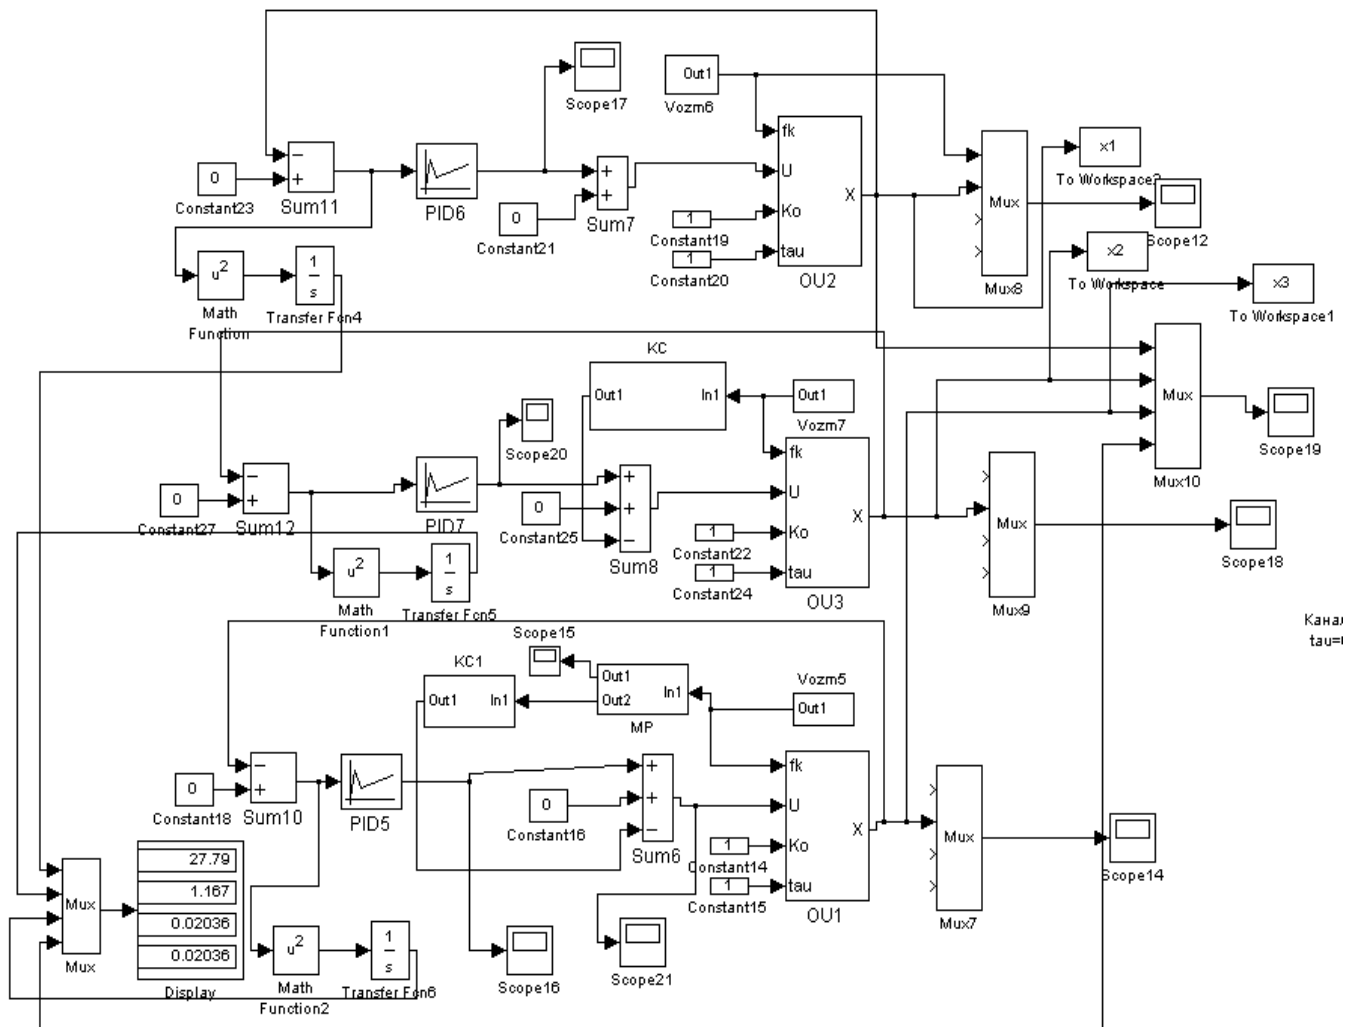 Scope17
Out1
Vozm6
fk
U
Ko
tau
X
OU2
−
+
Sum11
0
Constant23
PID6
+
+
Sum7
0
Constant21
1
Constant19
1
Constant20
Mux
Mux8
x1
To Workspace2
Scope12
x2
To Workspace
x3
To Workspace1
u2
Math
Function
1
s
Transfer Fcn4
KC
Out1
In1
Out1
Vozm7
Scope20
Mux
Mux10
Scope19
−
+
Sum12
0
Constant27
PID7
0
Constant25
+
+
−
Sum8
1
Constant22
1
Constant24
fk
U
Ko
tau
X
OU3
Mux
Mux9
Scope18
u2
Math
Function1
1
s
Transfer Fcn5
Канал
tau=
Scope15
KC1
Out1
In1
Out1
Out2
In1
MP
Vozm5
Out1
−
+
Sum10
0
Constant18
PID5
0
Constant16
+
+
−
Sum6
1
Constant14
1
Constant15
fk
U
Ko
tau
X
OU1
Mux
Mux7
Scope14
Mux
Mux
27.79
1.167
0.02036
0.02036
Display
u2
Math
Function2
1
s
Transfer Fcn6
Scope16
Scope21